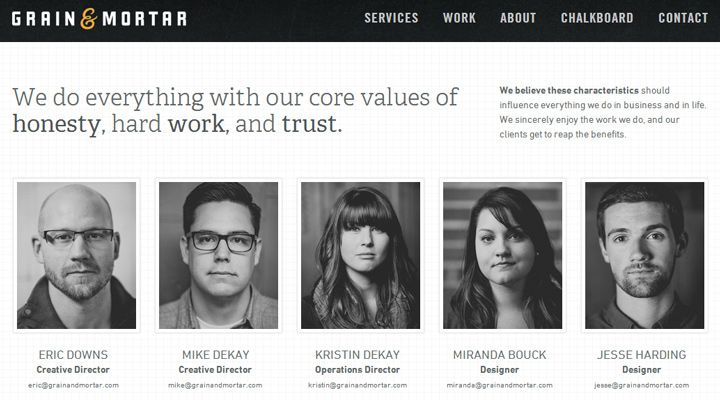 GRAIN & MORTAR
SERVICES WORK ABOUT CHALKBOARD CONTACT
We do everything with our core values of
honesty, hard work, and trust.
We believe these characteristics should
influence everything we do in business and in life.
We sincerely enjoy the work we do, and our
clients get to reap the benefits.
ERIC DOWNS
Creative Director
eric@grainandmortar.com
MIKE DEKAY
Creative Director
mike@grainandmortar.com
KRISTIN DEKAY
Operations Director
kristin@grainandmortar.com
MIRANDA BOUCK
Designer
miranda@grainandmortar.com
JESSE HARDING
Designer
jesse@grainandmortar.com